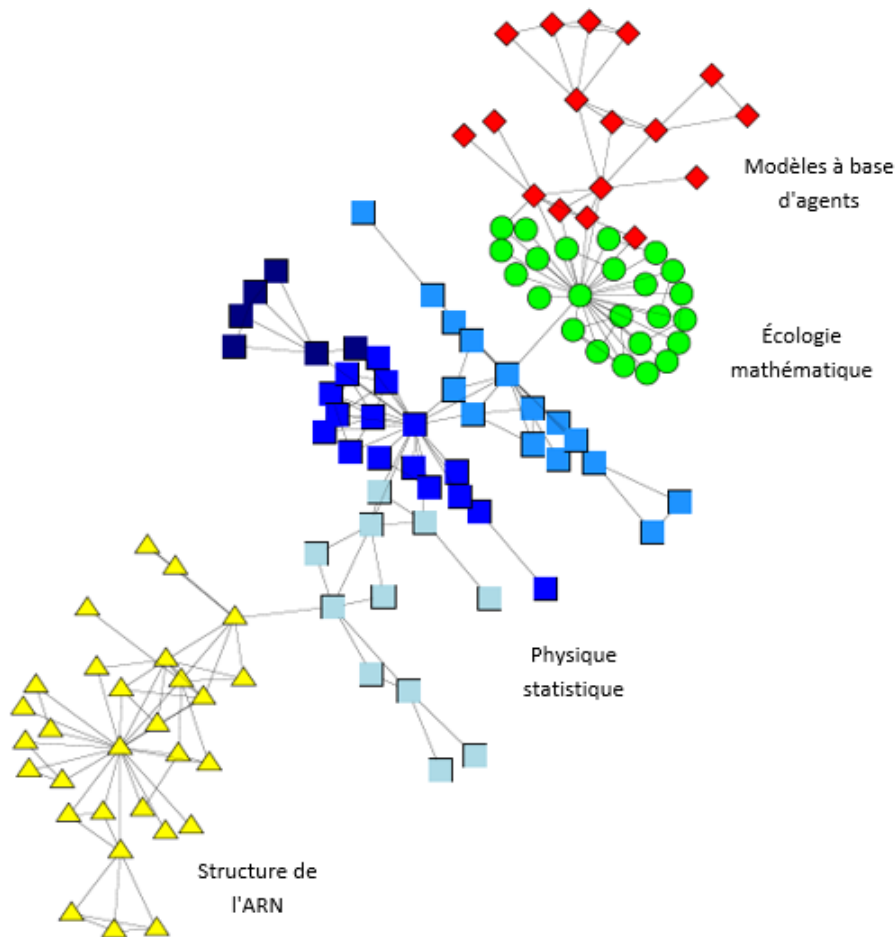 Modèles à base
d'agents
Écologie
mathématique
Physique
statistique
Structure de
l'ARN